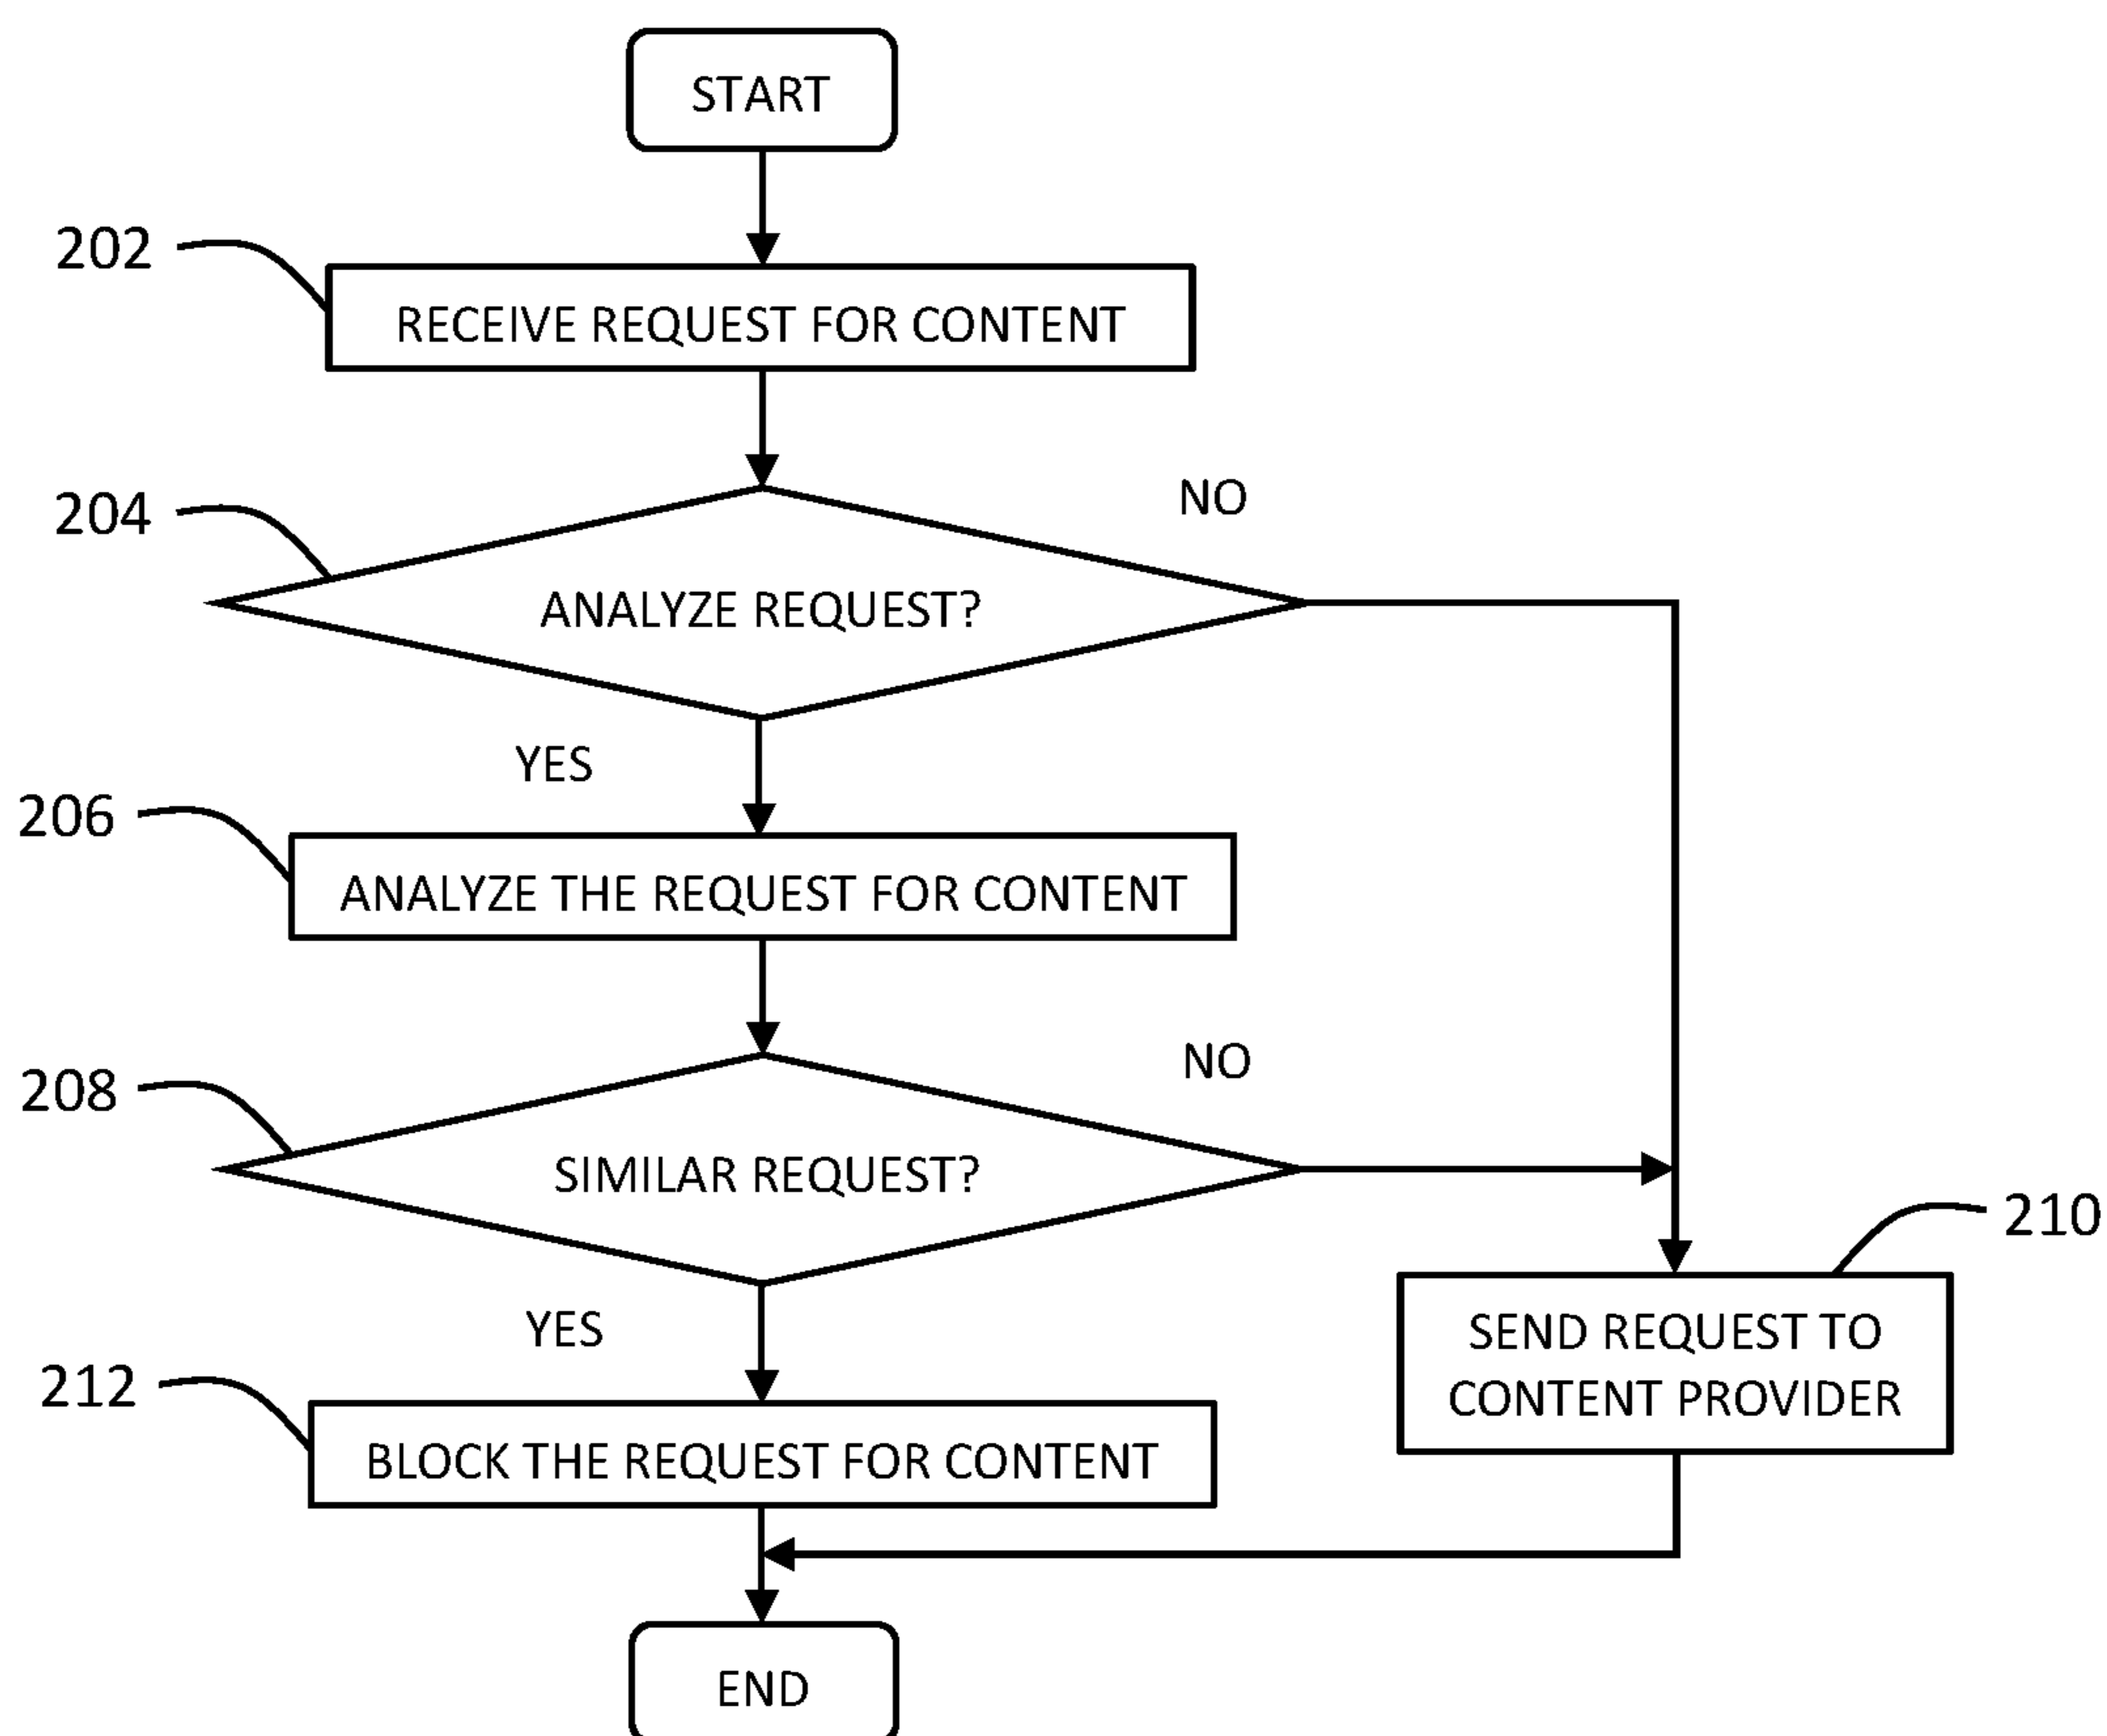 START
202
RECEIVE REQUEST FOR CONTENT
NO
204
ANALYZE REQUEST?
YES
206
ANALYZE THE REQUEST FOR CONTENT
NO
208
SIMILAR REQUEST?
210
YES
SEND REQUEST TO
CONTENT PROVIDER
212
BLOCK THE REQUEST FOR CONTENT
END